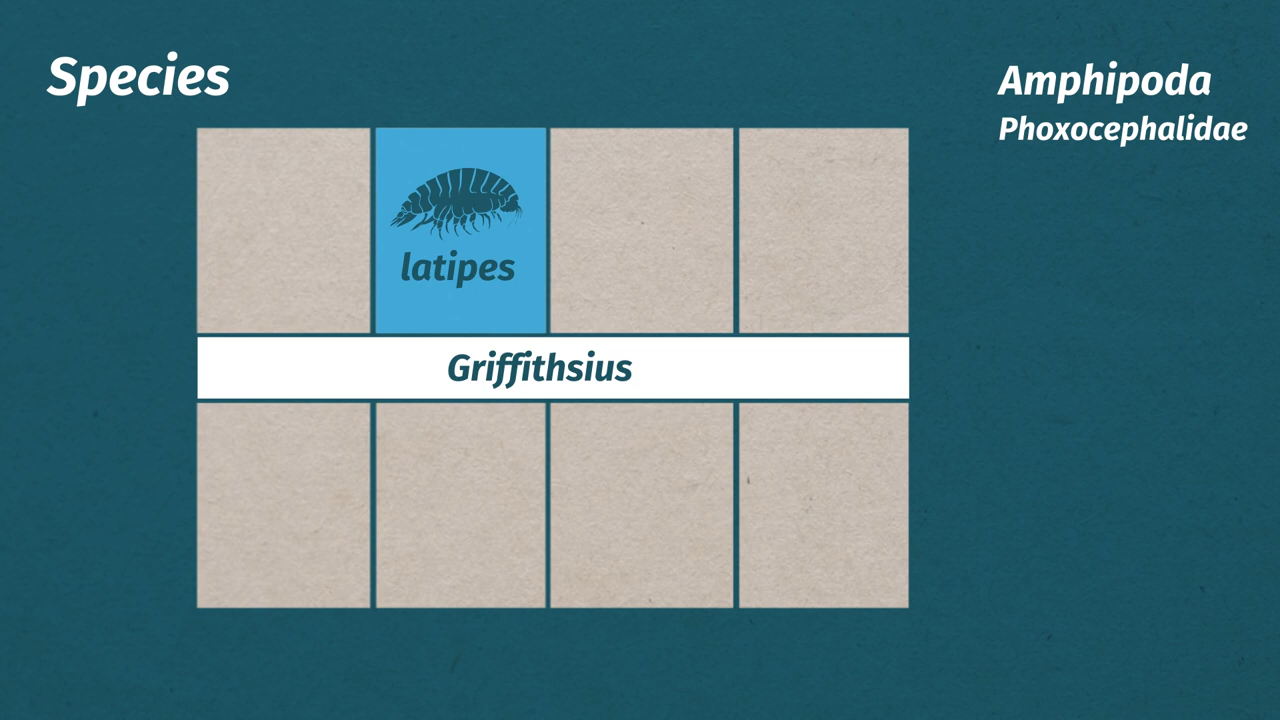 Species
Amphipoda
Phoxocephalidae
latipes
Griffithsius